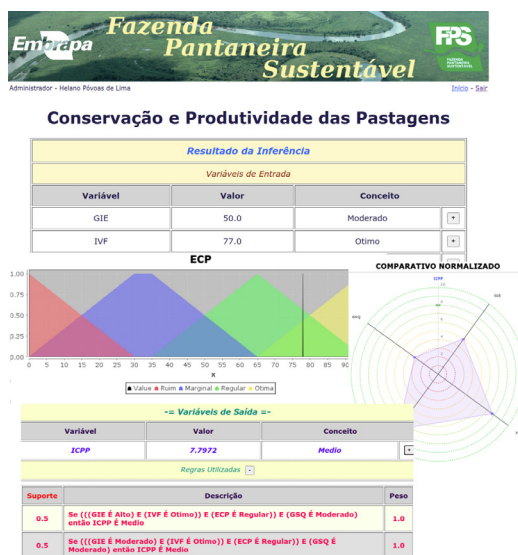 Embrapa
Fazenda
Pantaneira
Sustentável
FPS
FAZENDA
PANTANEIRA
SUSTENTÁVEL
Administrador - Helano Póvoas de Lima
Início - Sair
Conservação e Produtividade das Pastagens
Resultado da Inferência
Variáveis de Entrada
Variável Valor Conceito
GIE 50.0 Moderado +
IVF 77.0 Otimo +
ECP
1.00
0.75
0.50
0.25
0.00
0 5 10 15 20 25 30 35 40 45 50 55 60 65 70 75 80 85 90
x
Value Ruim Marginal Regular Otima
COMPARATIVO NORMALIZADO
ICPP
GIE
GSQ
-= Variáveis de Saída =-
Variável Valor Conceito
ICPP 7.7972 Medio +
Regras Utilizadas -
Suporte Descrição Peso
0.5 Se (((GIE É Alto) E (IVF É Otimo)) E (ECP É Regular)) E (GSQ É Moderado) 1.0
então ICPP É Medio
0.5 Se (((GIE É Moderado) E (IVF É Otimo)) E (ECP É Regular)) E (GSQ É 1.0
Moderado) então ICPP É Medio